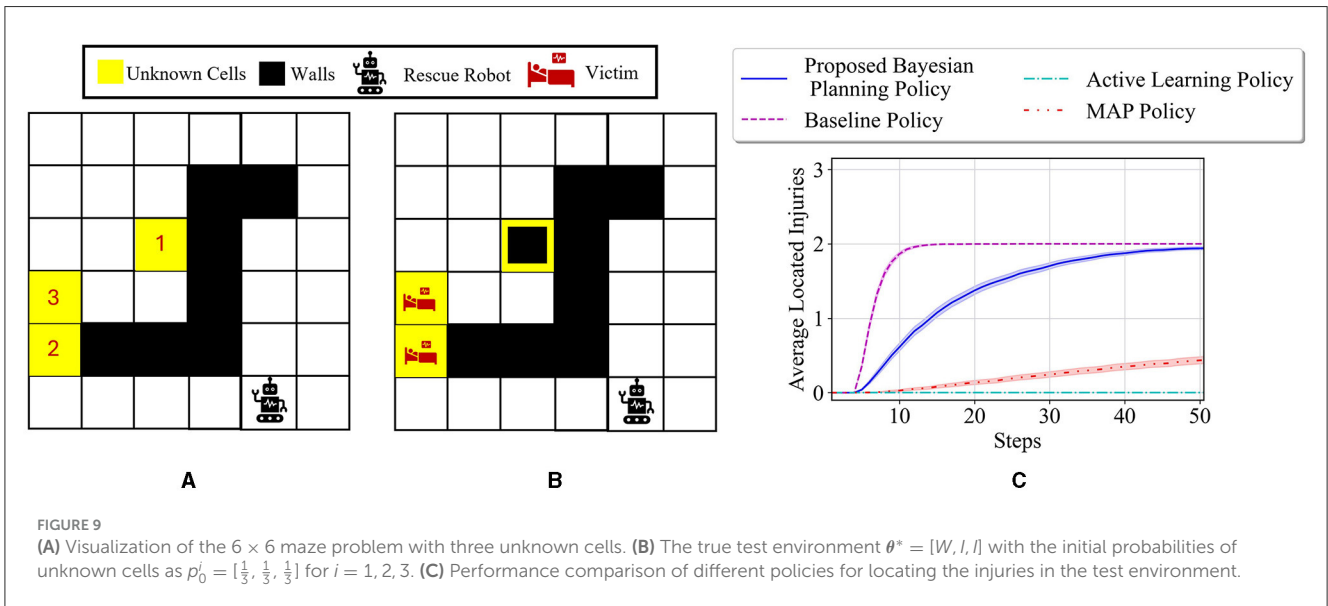 Unknown Cells Walls Rescue Robot Victim
1
3
2
A
B
Proposed Bayesian
Planning Policy
Baseline Policy
Active Learning Policy
MAP Policy
Average Located Injuries
3
2
1
0
10 20 30 40 50
Steps
C
FIGURE 9
(A) Visualization of the 6 × 6 maze problem with three unknown cells. (B) The true test environment θ* = [W, I, I] with the initial probabilities of
unknown cells as p₀ⁱ = [1/3, 1/3, 1/3] for i = 1, 2, 3. (C) Performance comparison of different policies for locating the injuries in the test environment.